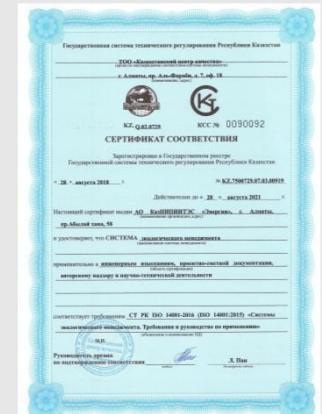 Государственная система технического регулирования Республики Казахстан
ТОО «Казахстанский центр качества»
г. Алматы, пр. Аль-Фараби, д. 7, оф. 18
KZ. Q.02.0729
КСС № 0090092
СЕРТИФИКАТ СООТВЕТСТВИЯ
Зарегистрирован в Государственном реестре
Государственной системы технического регулирования Республики Казахстан
« 28 » августа 2018 г.
№ KZ.7500729.07.03.00919
Действителен до « 28 » августа 2021 г.
Настоящий сертификат выдан АО КазНИПИИТЭС «Энергия», г. Алматы,
пр.Абылай хана, 58
и удостоверяет, что СИСТЕМА экологического менеджмента
применительно к инженерным изысканиям, проектно-сметной документации,
авторскому надзору и научно-технической деятельности
соответствует требованиям СТ РК ISO 14001-2016 (ISO 14001:2015) «Системы
экологического менеджмента. Требования и руководство по применению»
М.П.
Руководитель органа
по подтверждению соответствия
Л. Пан